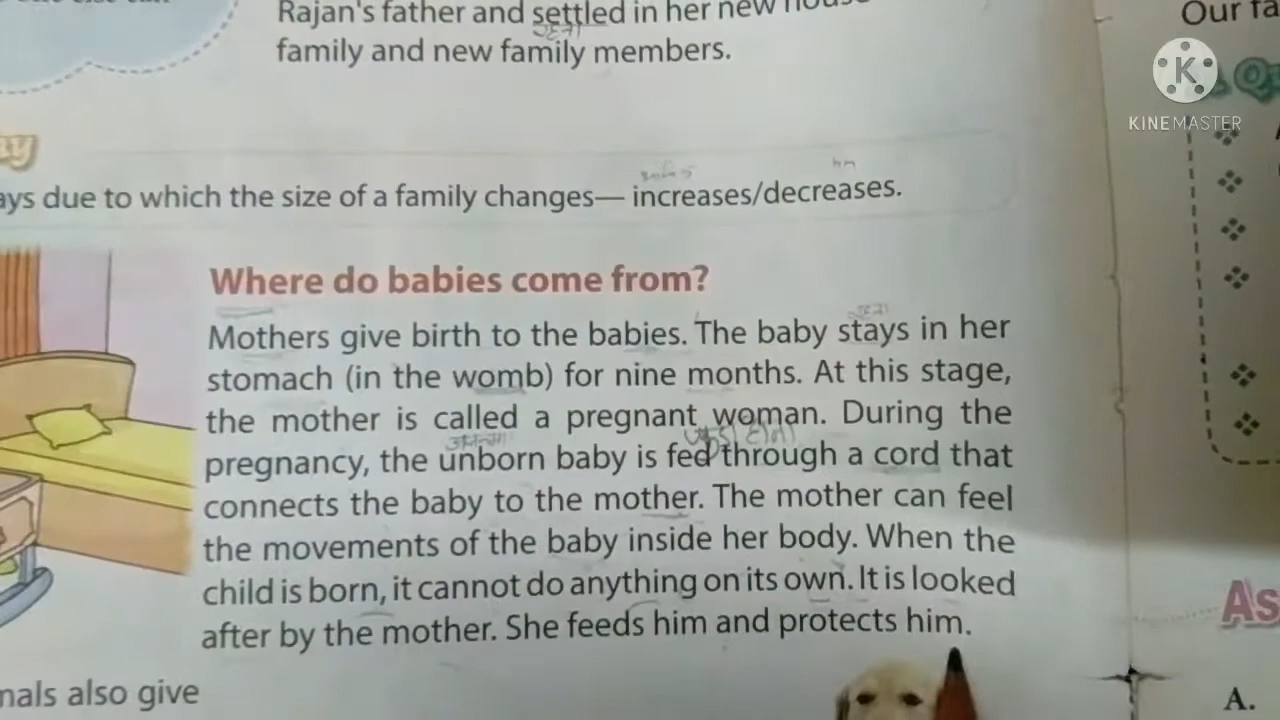 Rajan's father and settled in her new house
family and new family members.
Our fa
KINEMASTER
ays due to which the size of a family changes— increases/decreases.
Where do babies come from?
Mothers give birth to the babies. The baby stays in her
stomach (in the womb) for nine months. At this stage,
the mother is called a pregnant woman. During the
pregnancy, the unborn baby is fed through a cord that
connects the baby to the mother. The mother can feel
the movements of the baby inside her body. When the
child is born, it cannot do anything on its own. It is looked
after by the mother. She feeds him and protects him.
As
nals also give
A.